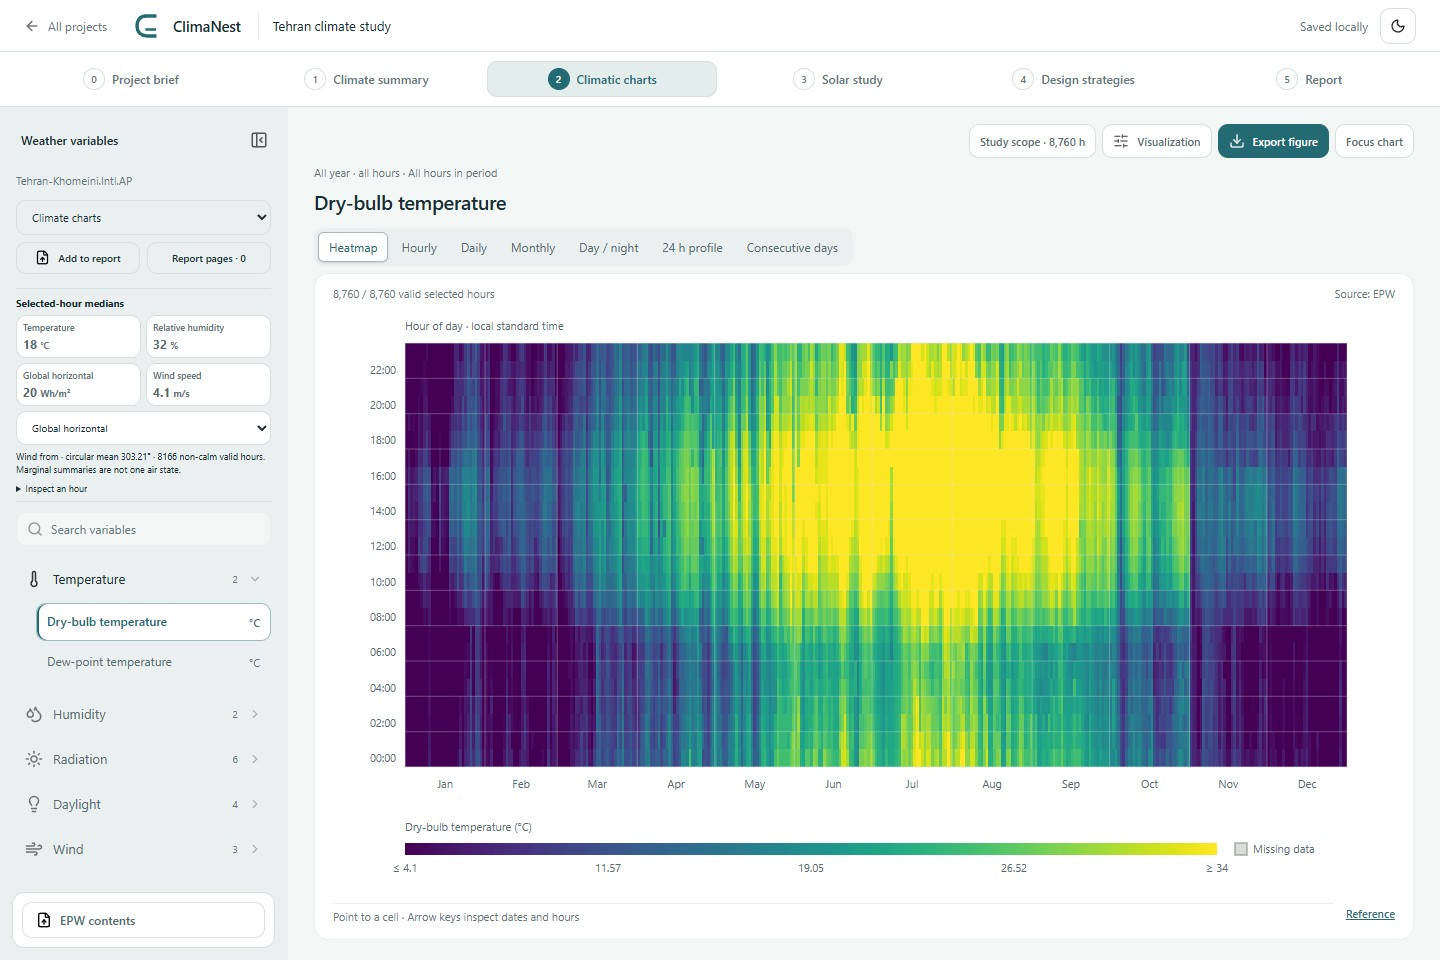 All projects
ClimaNest
Tehran climate study
Saved locally
0 Project brief
1 Climate summary
2 Climatic charts
3 Solar study
4 Design strategies
5 Report
Weather variables
Tehran-Khomeini.Intl.AP
Climate charts
Add to report
Report pages · 0
Selected-hour medians
Temperature
18 °C
Relative humidity
32 %
Global horizontal
20 Wh/m²
Wind speed
4.1 m/s
Global horizontal
Wind from · circular mean 303.21° · 8166 non-calm valid hours.
Marginal summaries are not one air state.
Inspect an hour
Search variables
Temperature 2
Dry-bulb temperature °C
Dew-point temperature °C
Humidity 2
Radiation 6
Daylight 4
Wind 3
EPW contents
Study scope · 8,760 h
Visualization
Export figure
Focus chart
All year · all hours · All hours in period
Dry-bulb temperature
Heatmap
Hourly
Daily
Monthly
Day / night
24 h profile
Consecutive days
8,760 / 8,760 valid selected hours
Source: EPW
Hour of day · local standard time
22:00
20:00
18:00
16:00
14:00
12:00
10:00
08:00
06:00
04:00
02:00
00:00
Jan Feb Mar Apr May Jun Jul Aug Sep Oct Nov Dec
Dry-bulb temperature (°C)
Missing data
≤ 4.1 11.57 19.05 26.52 ≥ 34
Point to a cell · Arrow keys inspect dates and hours
Reference